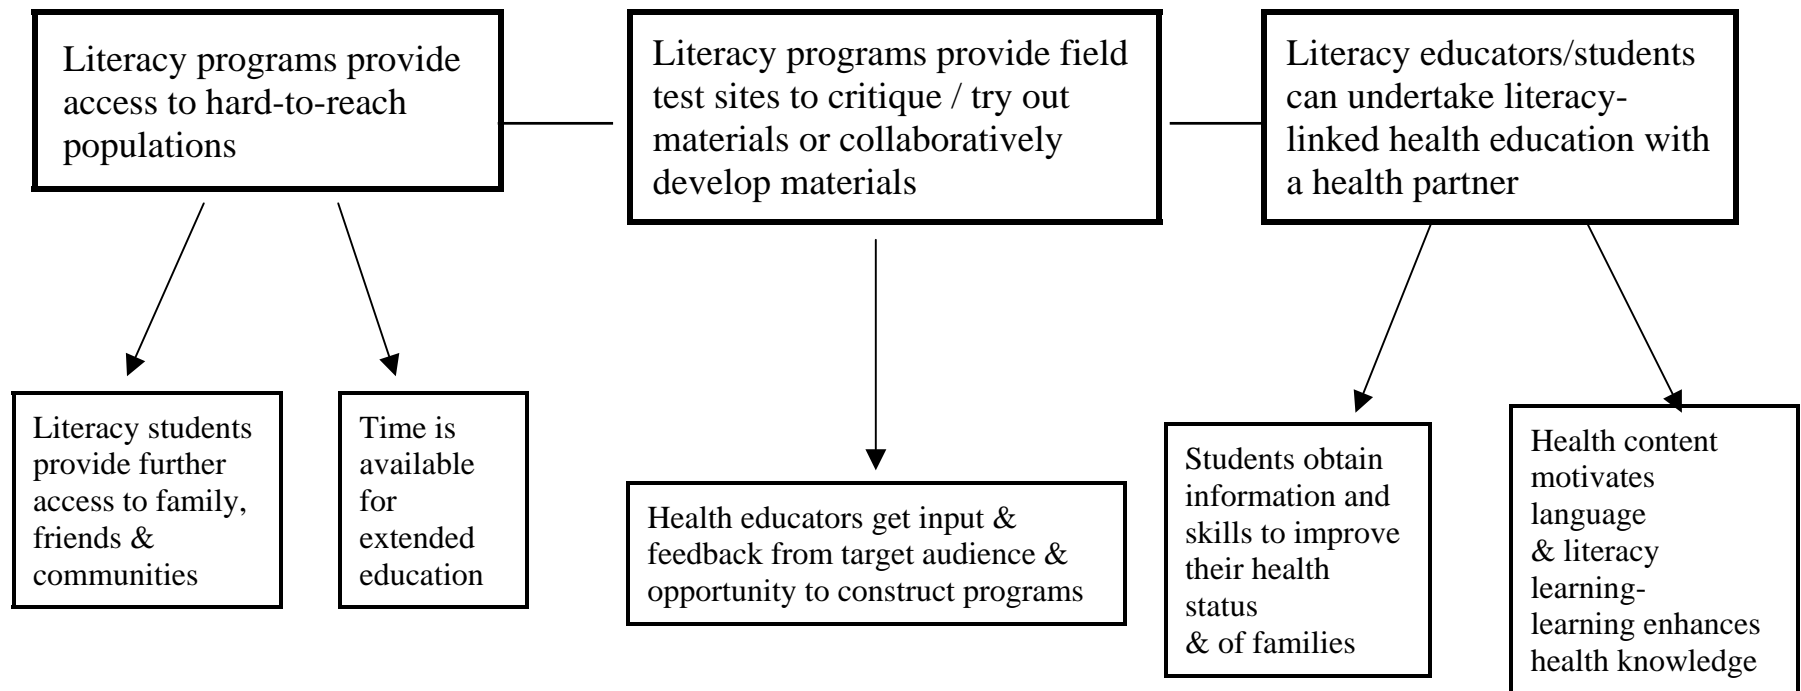 Literacy programs provide
access to hard-to-reach
populations
Literacy programs provide field
test sites to critique / try out
materials or collaboratively
develop materials
Literacy educators/students
can undertake literacy-
linked health education with
a health partner
Literacy students
provide further
access to family,
friends &
communities
Time is
available
for
extended
education
Health educators get input &
feedback from target audience &
opportunity to construct programs
Students obtain
information and
skills to improve
their health
status
& of families
Health content
motivates
language
& literacy
learning-
learning enhances
health knowledge